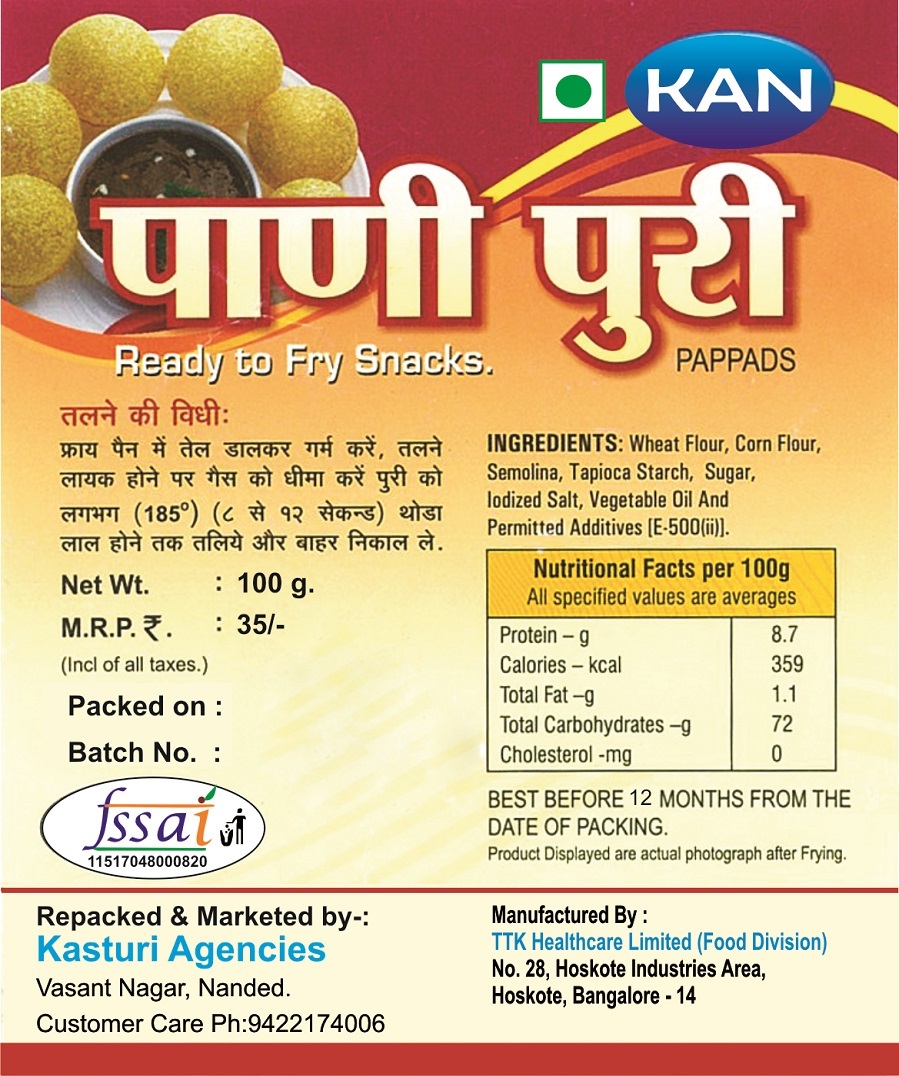 KAN
पाणी पुरी
Ready to Fry Snacks.
PAPPADS
तलने की विधी:
फ्राय पैन में तेल डालकर गर्म करें, तलने
लायक होने पर गैस को धीमा करें पुरी को
लगभग (185º) (८ से १२ सेकन्ड) थोडा
लाल होने तक तलिये और बाहर निकाल ले.
Net Wt. : 100 g.
M.R.P. ₹. : 35/-
(Incl of all taxes.)
Packed on :
Batch No. :
fssai
11517048000820
INGREDIENTS: Wheat Flour, Corn Flour,
Semolina, Tapioca Starch, Sugar,
Iodized Salt, Vegetable Oil And
Permitted Additives [E-500(ii)].
Nutritional Facts per 100g
All specified values are averages
Protein – g 8.7
Calories – kcal 359
Total Fat –g 1.1
Total Carbohydrates –g 72
Cholesterol -mg 0
BEST BEFORE 12 MONTHS FROM THE
DATE OF PACKING.
Product Displayed are actual photograph after Frying.
Repacked & Marketed by-:
Kasturi Agencies
Vasant Nagar, Nanded.
Customer Care Ph:9422174006
Manufactured By :
TTK Healthcare Limited (Food Division)
No. 28, Hoskote Industries Area,
Hoskote, Bangalore - 14